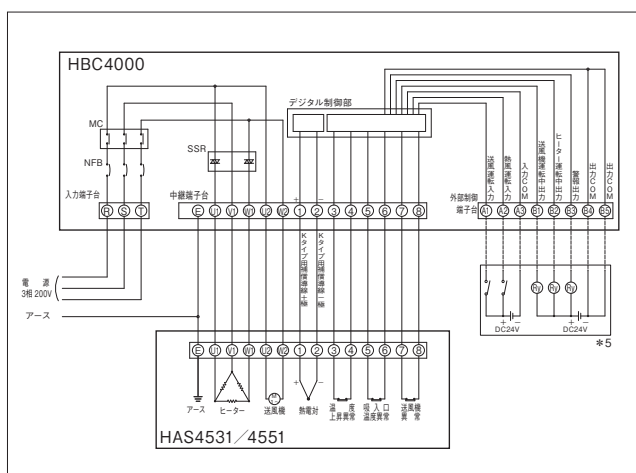 HBC4000
MC
NFB
SSR
デジタル制御部
入力端子台
R S T
中継端子台
E U1 V1 W1 U2 W2 1 2 3 4 5 6 7 8
+ −
Kタイプ用補償導線+極
Kタイプ用補償導線−極
送風運転入力
熱風運転入力
入力COM
送風機運転中出力
ヒーター運転中出力
警報出力
出力COM
出力COM
外部制御
端子台
A1 A2 A3 B1 B2 B3 B4 B5
電 源
3相 200V
アース
Ry Ry Ry
+ −
DC24V
+ −
DC24V
*5
E U1 V1 W1 U2 W2 1 2 3 4 5 6 7 8
+ −
アース
ヒーター
送風機
熱電対
温 度
上昇異常
吸 入 口
温度異常
送風機
異 常
HAS4531/4551